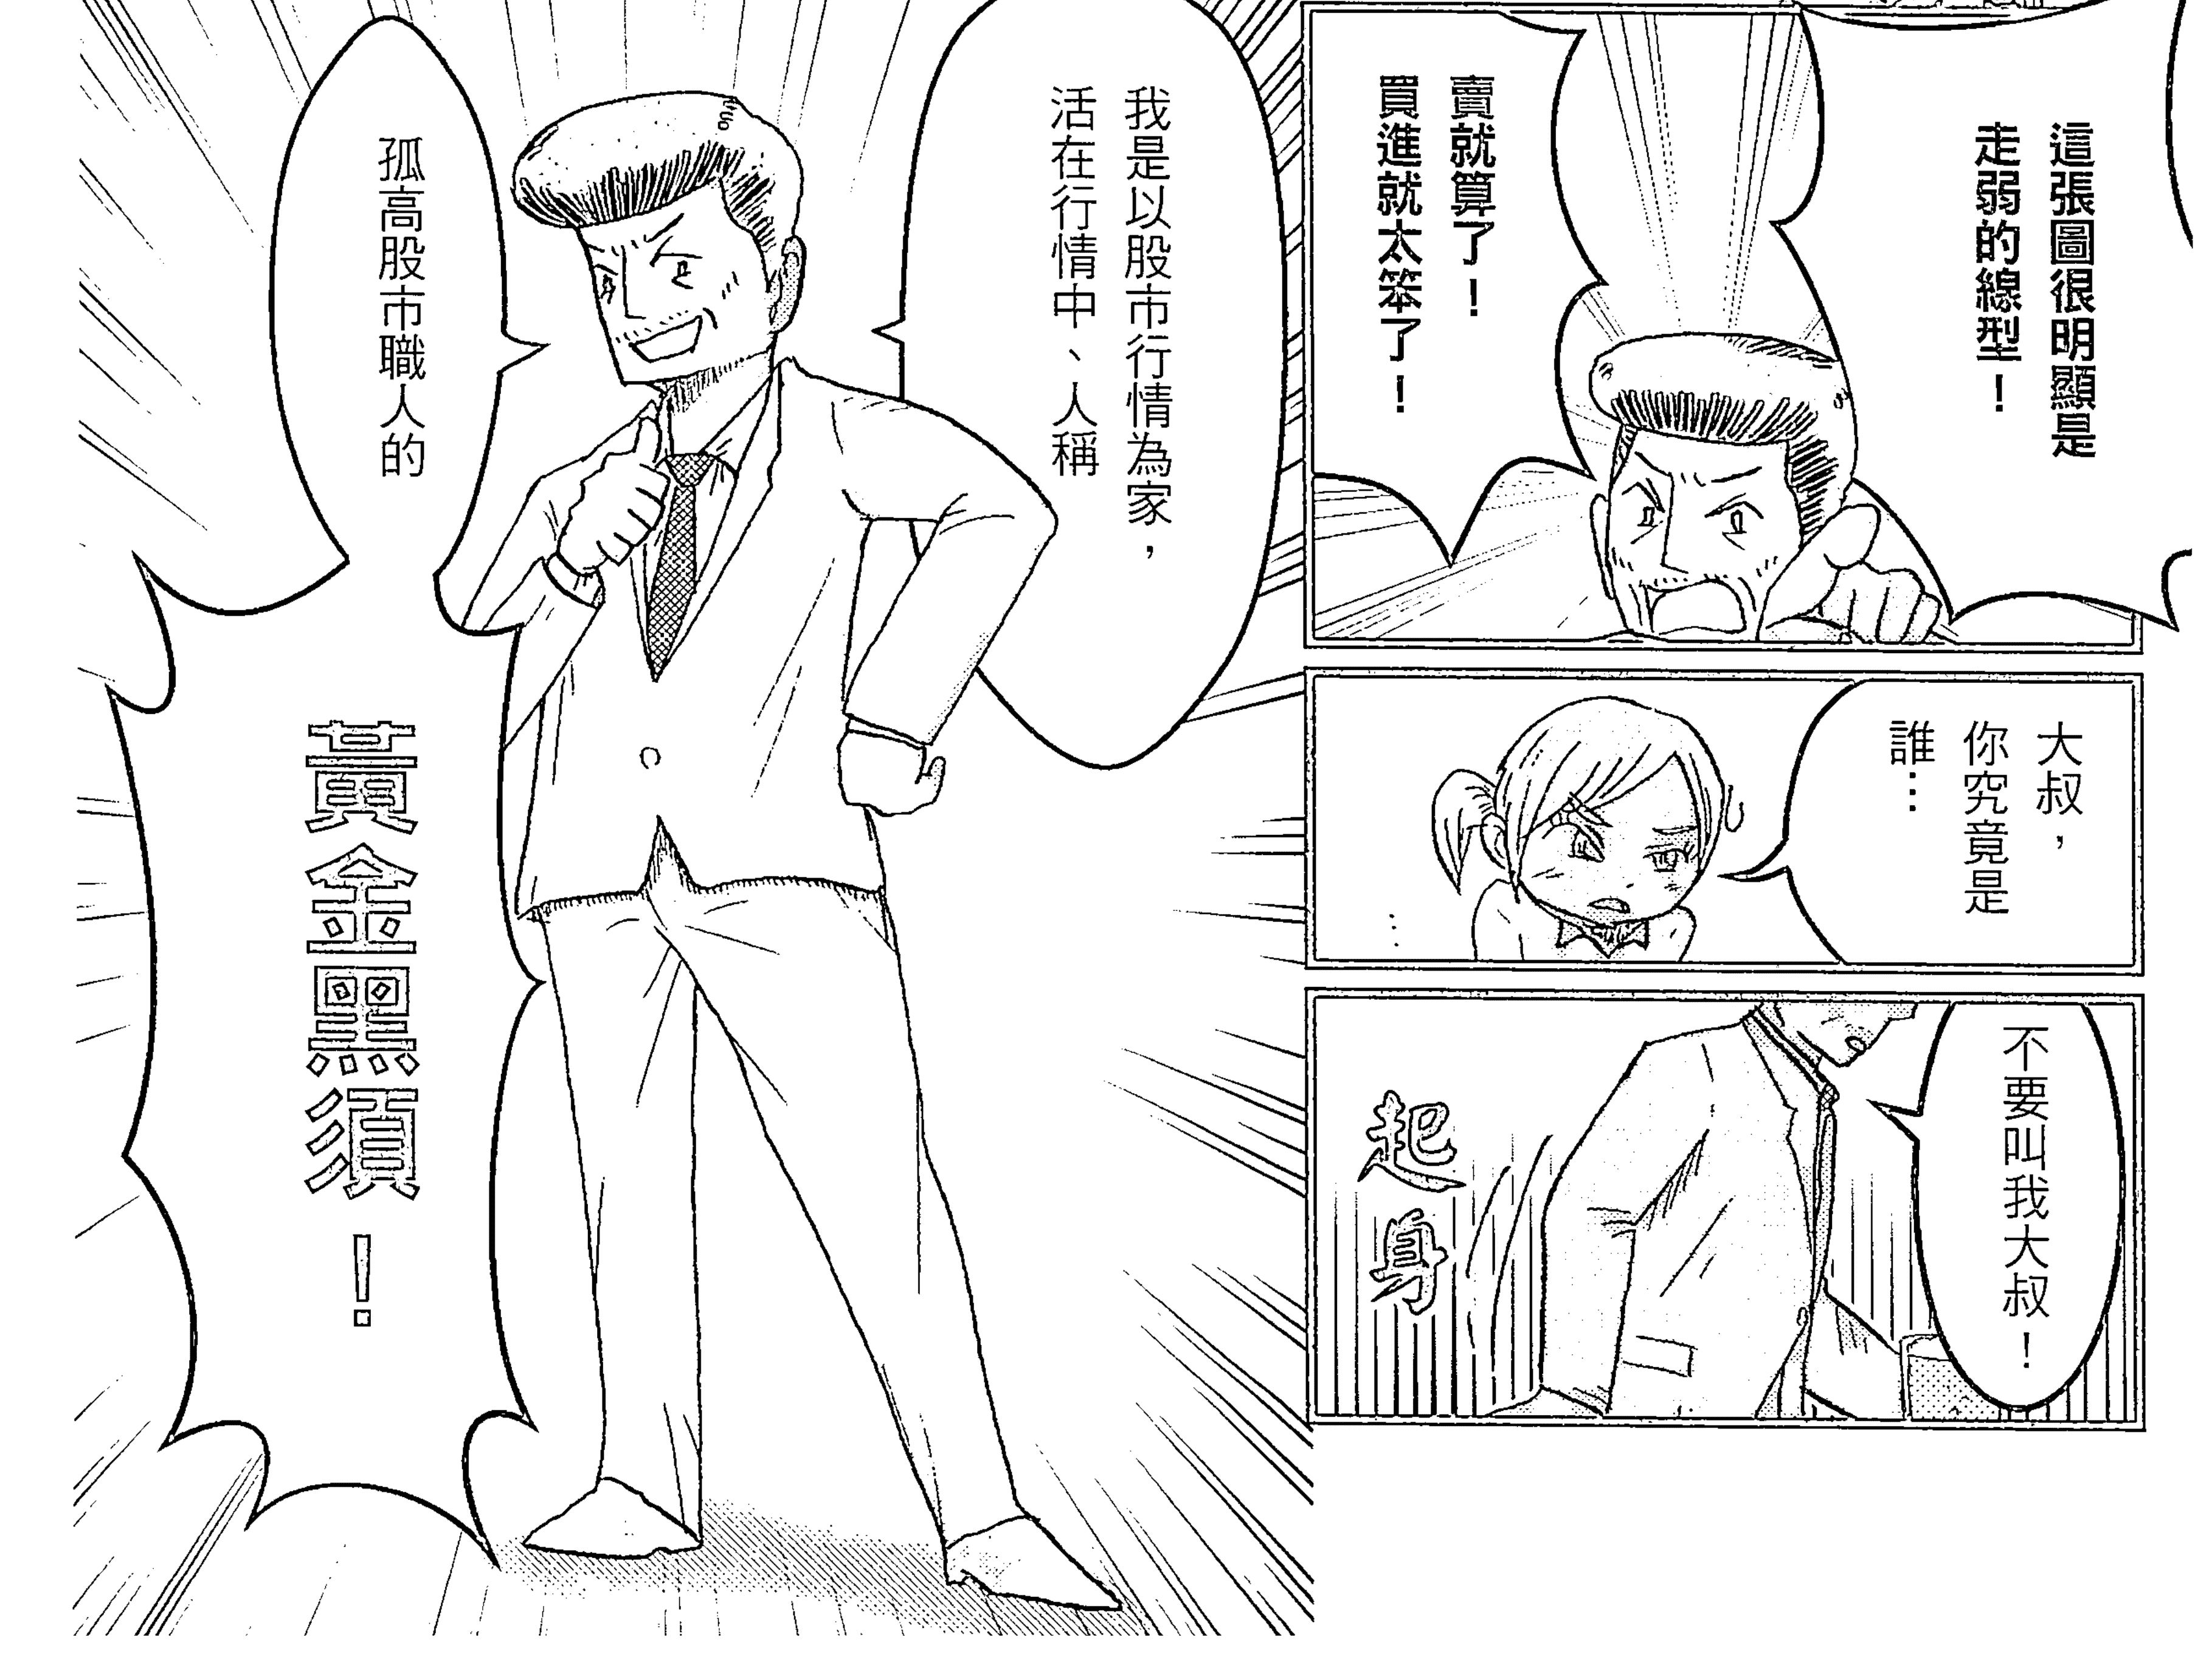 這張圖很明顯是
走弱的線型！
賣就算了！
買進就太笨了！
大叔，
你究竟是
誰…
…
不要叫我大叔！
起身
我是以股市行情為家，
活在行情中、人稱
孤高股市職人的
黃金黑須！